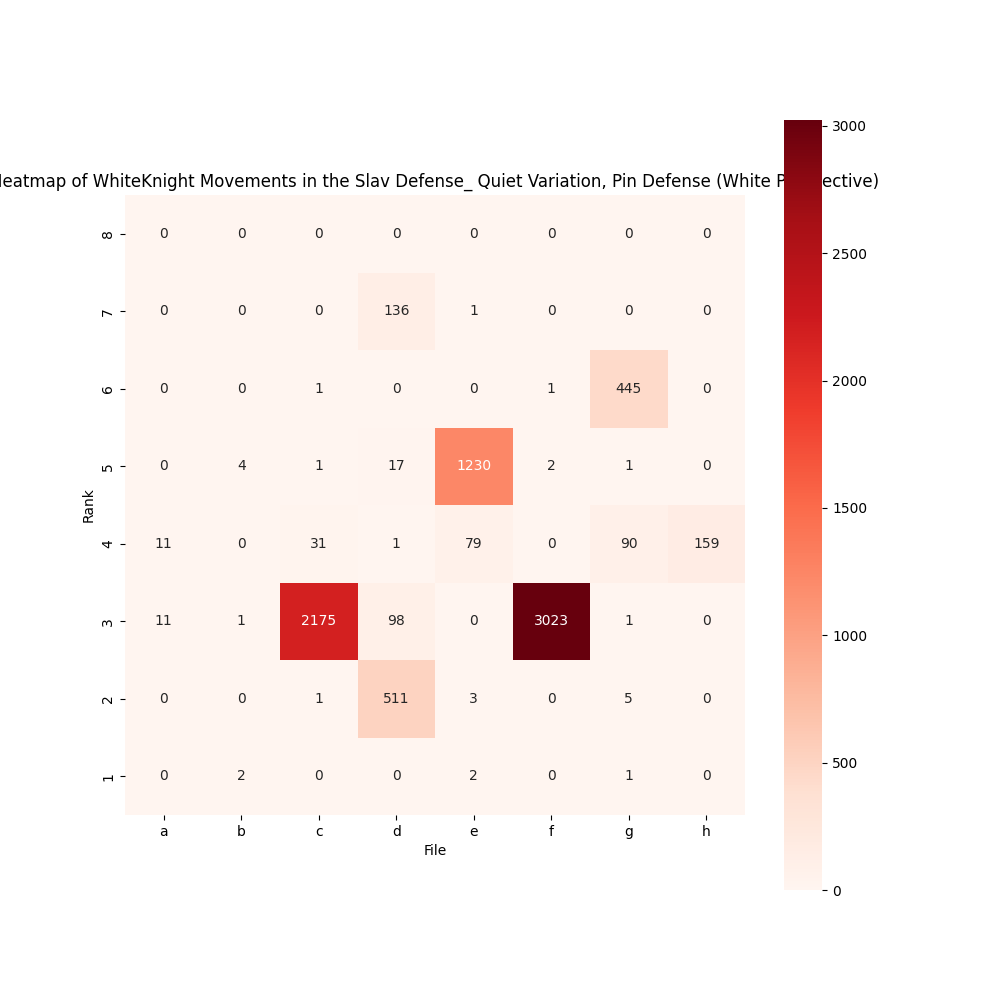 Heatmap of WhiteKnight Movements in the Slav Defense_ Quiet Variation, Pin Defense (White Perspective)
8 0 0 0 0 0 0 0 0
7 0 0 0 136 1 0 0 0
6 0 0 1 0 0 1 445 0
5 0 4 1 17 1230 2 1 0
4 11 0 31 1 79 0 90 159
3 11 1 2175 98 0 3023 1 0
2 0 0 1 511 3 0 5 0
1 0 2 0 0 2 0 1 0
a b c d e f g h
File
Rank
3000
2500
2000
1500
1000
500
0